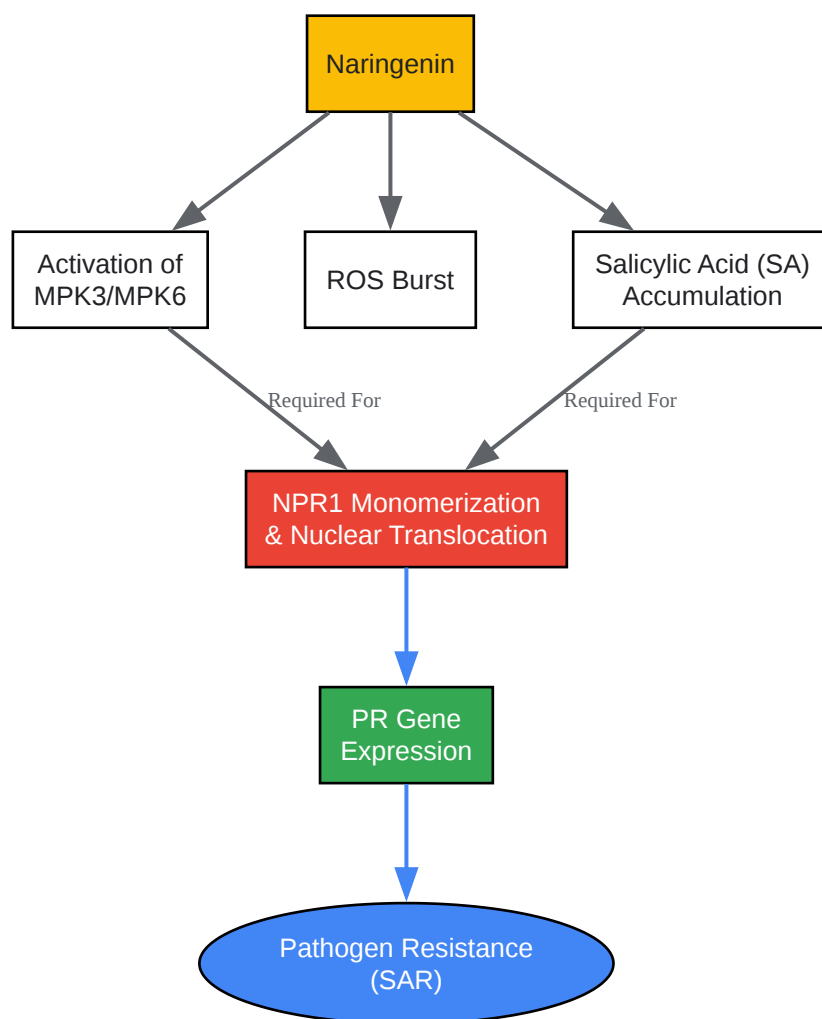 Naringenin
Activation of
MPK3/MPK6
ROS Burst
Salicylic Acid (SA)
Accumulation
Required For
Required For
NPR1 Monomerization
& Nuclear Translocation
PR Gene
Expression
Pathogen Resistance
(SAR)